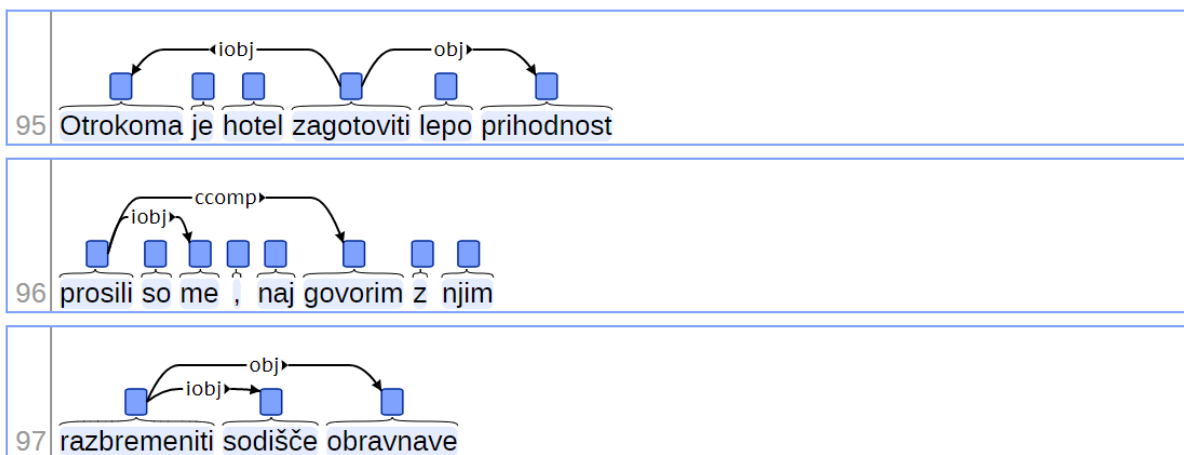 iobj obj
95 Otrokoma je hotel zagotoviti lepo prihodnost
ccomp
iobj
96 prosili so me , naj govorim z njim
obj
iobj
97 razbremeniti sodišče obravnave